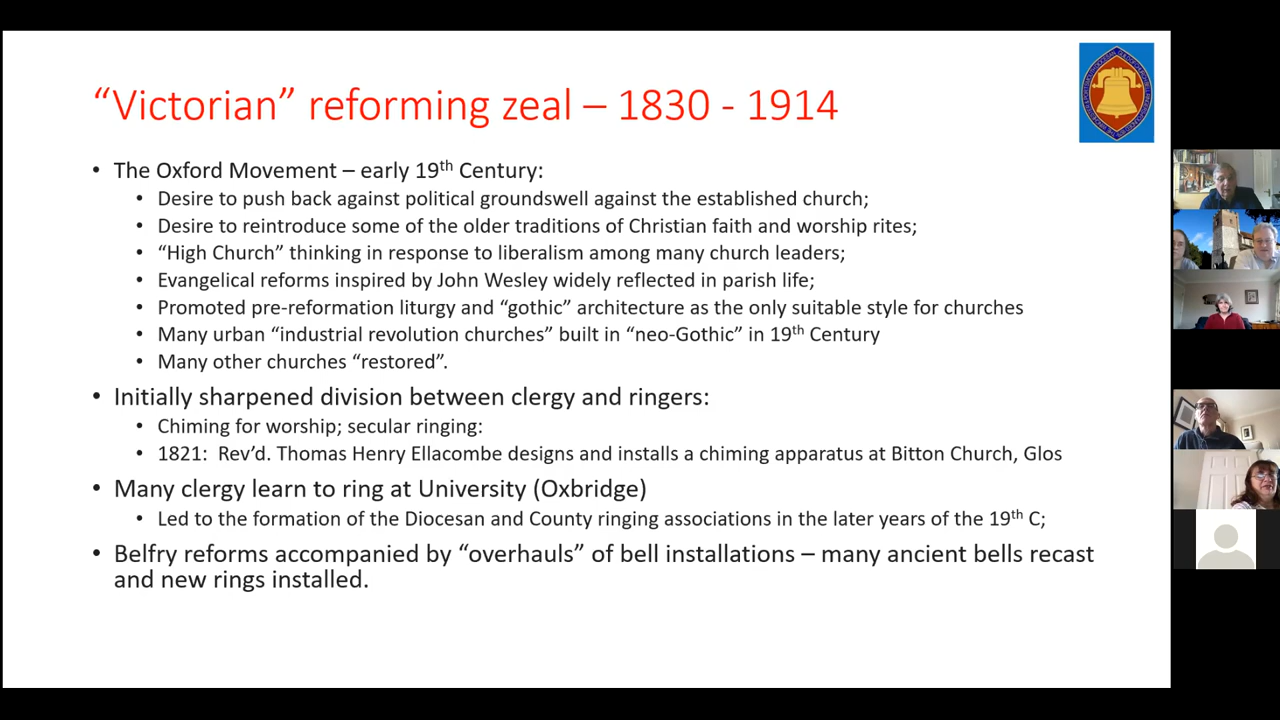 “Victorian” reforming zeal – 1830 - 1914
• The Oxford Movement – early 19th Century:
• Desire to push back against political groundswell against the established church;
• Desire to reintroduce some of the older traditions of Christian faith and worship rites;
• “High Church” thinking in response to liberalism among many church leaders;
• Evangelical reforms inspired by John Wesley widely reflected in parish life;
• Promoted pre-reformation liturgy and “gothic” architecture as the only suitable style for churches
• Many urban “industrial revolution churches” built in “neo-Gothic” in 19th Century
• Many other churches “restored”.
• Initially sharpened division between clergy and ringers:
• Chiming for worship; secular ringing:
• 1821: Rev’d. Thomas Henry Ellacombe designs and installs a chiming apparatus at Bitton Church, Glos
• Many clergy learn to ring at University (Oxbridge)
• Led to the formation of the Diocesan and County ringing associations in the later years of the 19th C;
• Belfry reforms accompanied by “overhauls” of bell installations – many ancient bells recast
and new rings installed.